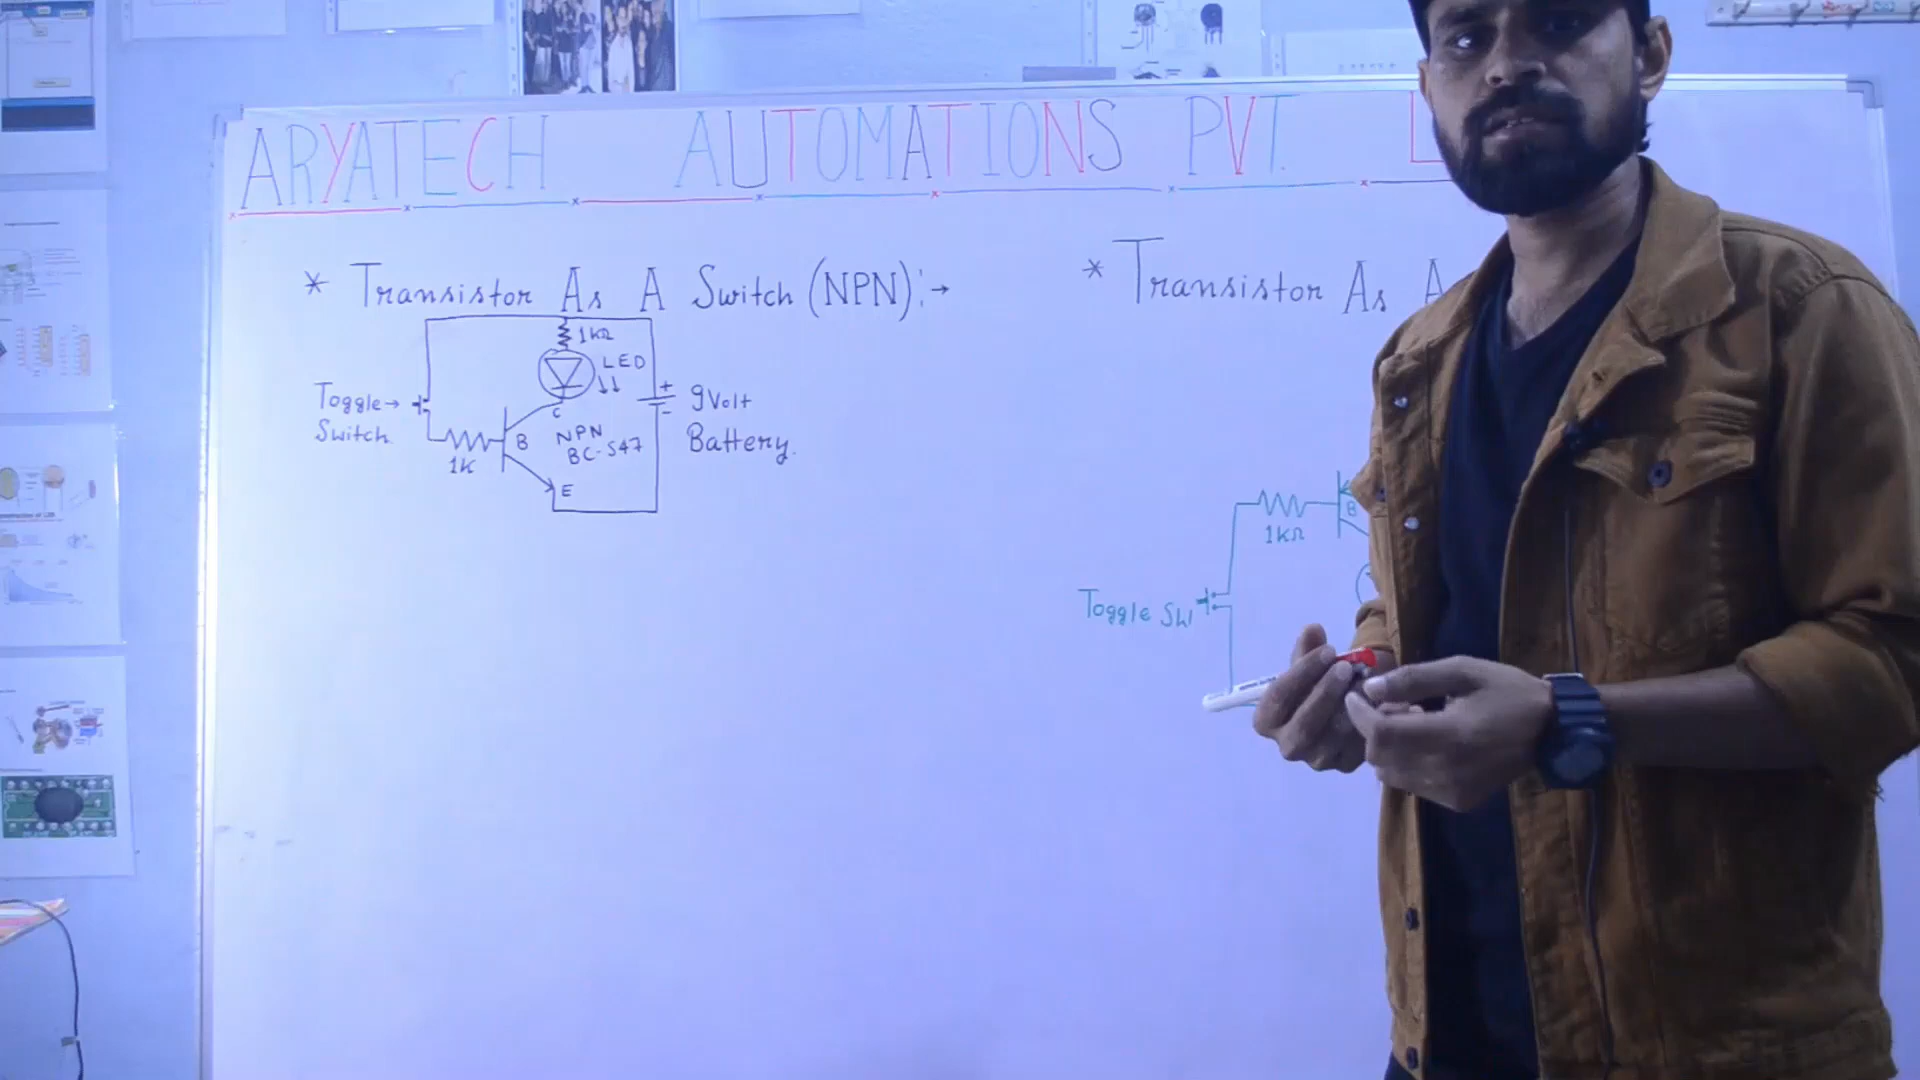 ARYATECH AUTOMATIONS PVT. L
* Transistor As A Switch (NPN):→
1kΩ
LED
Toggle→
Switch.
+
-
9Volt
Battery.
C
B
NPN
BC-547
1K
E
* Transistor As A
B
1kΩ
Toggle SW